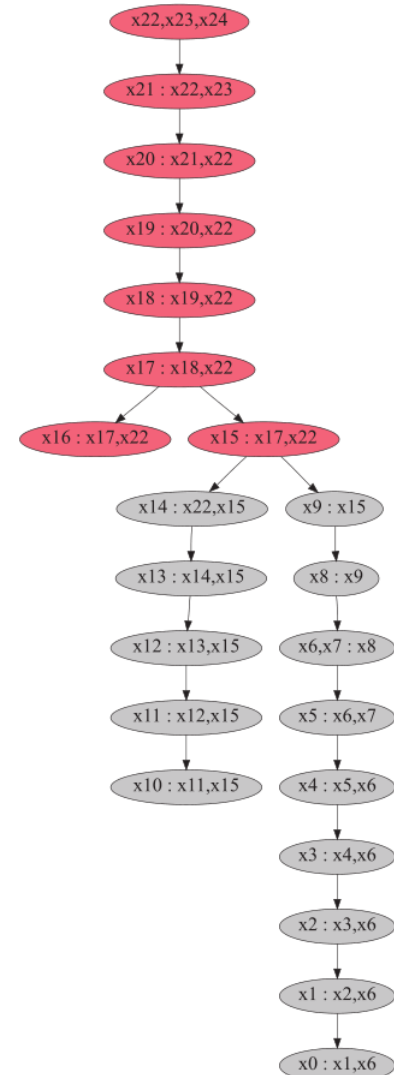 x22,x23,x24
x21 : x22,x23
x20 : x21,x22
x19 : x20,x22
x18 : x19,x22
x17 : x18,x22
x16 : x17,x22
x15 : x17,x22
x14 : x22,x15
x9 : x15
x13 : x14,x15
x8 : x9
x12 : x13,x15
x6,x7 : x8
x11 : x12,x15
x5 : x6,x7
x10 : x11,x15
x4 : x5,x6
x3 : x4,x6
x2 : x3,x6
x1 : x2,x6
x0 : x1,x6